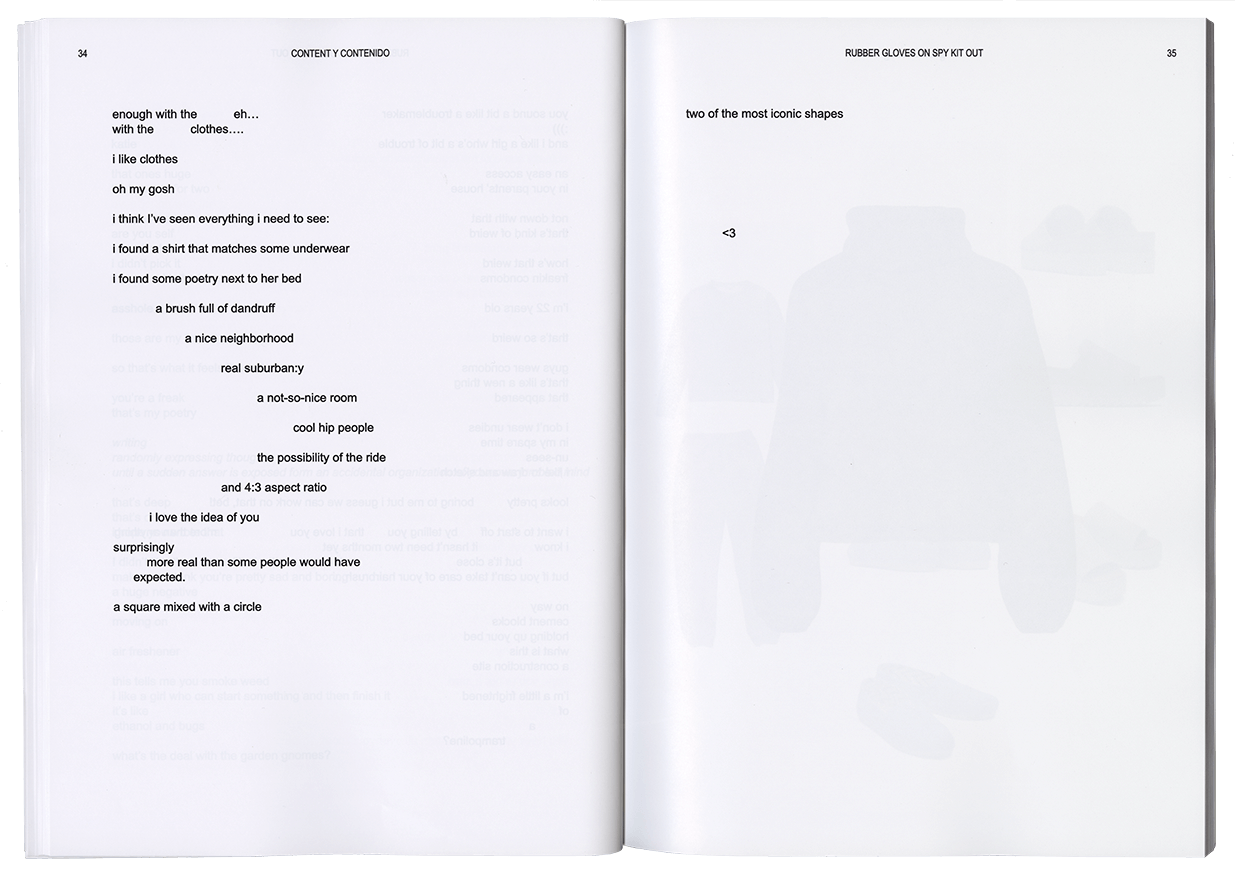 34
CONTENT Y CONTENIDO
enough with the eh…
with the clothes….
i like clothes
oh my gosh
i think I've seen everything i need to see:
i found a shirt that matches some underwear
i found some poetry next to her bed
a brush full of dandruff
a nice neighborhood
real suburban:y
a not-so-nice room
cool hip people
the possibility of the ride
and 4:3 aspect ratio
i love the idea of you
surprisingly
more real than some people would have
expected.
a square mixed with a circle
RUBBER GLOVES ON SPY KIT OUT
35
two of the most iconic shapes
<3